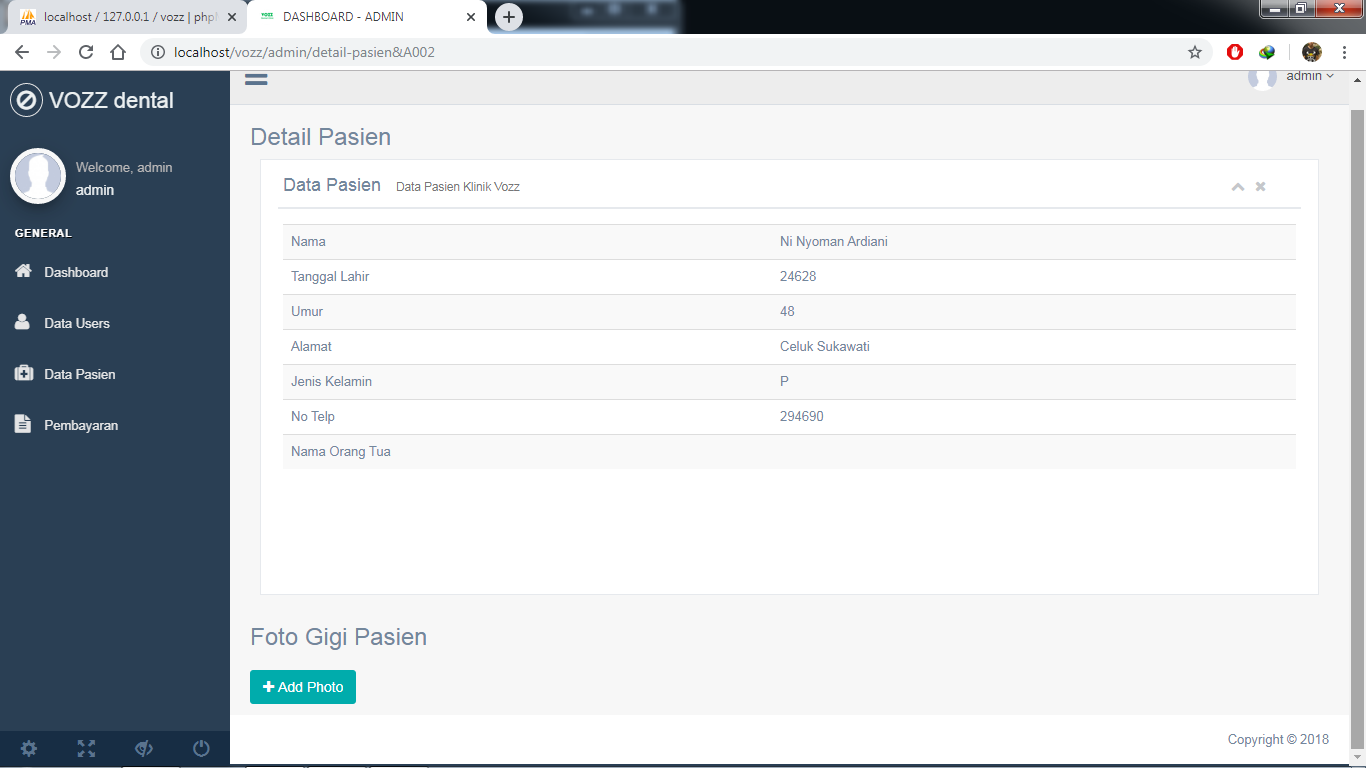 localhost / 127.0.0.1 / vozz | php
DASHBOARD - ADMIN
localhost/vozz/admin/detail-pasien&A002
VOZZ dental
admin
Welcome, admin
admin
GENERAL
Dashboard
Data Users
Data Pasien
Pembayaran
Detail Pasien
Data Pasien Data Pasien Klinik Vozz
Nama Ni Nyoman Ardiani
Tanggal Lahir 24628
Umur 48
Alamat Celuk Sukawati
Jenis Kelamin P
No Telp 294690
Nama Orang Tua
Foto Gigi Pasien
Add Photo
Copyright © 2018